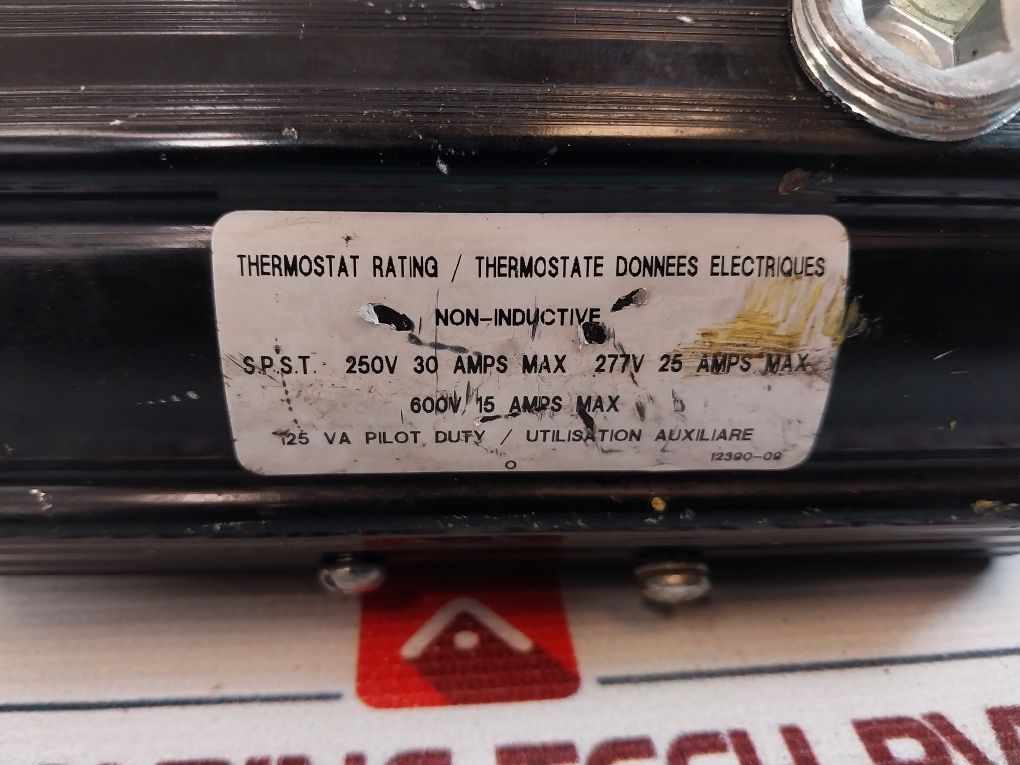 THERMOSTAT RATING / THERMOSTATE DONNEES ELECTRIQUES
NON-INDUCTIVE
S.P.S.T. 250V 30 AMPS MAX 277V 25 AMPS MAX
600V 15 AMPS MAX
125 VA PILOT DUTY / UTILISATION AUXILIARE
12390-09
TECH